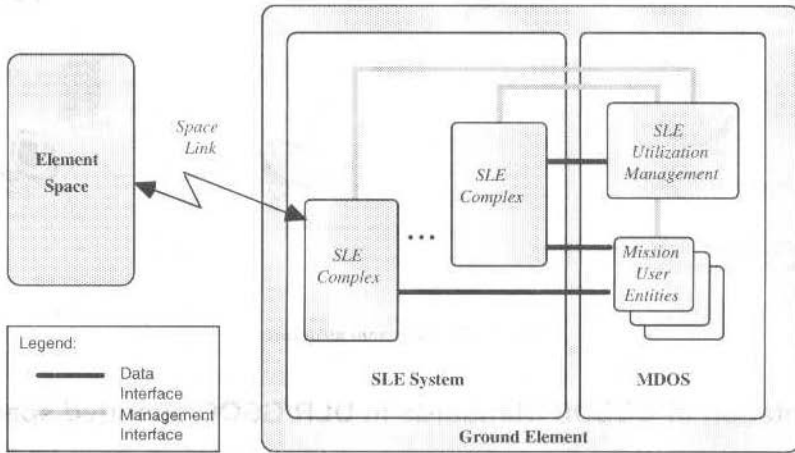 Element
Space
Space
Link
SLE
Complex
...
SLE
Complex
SLE
Utilization
Management
Mission
User
Entities
SLE System
MDOS
Ground Element
Legend:
Data
Interface
Management
Interface